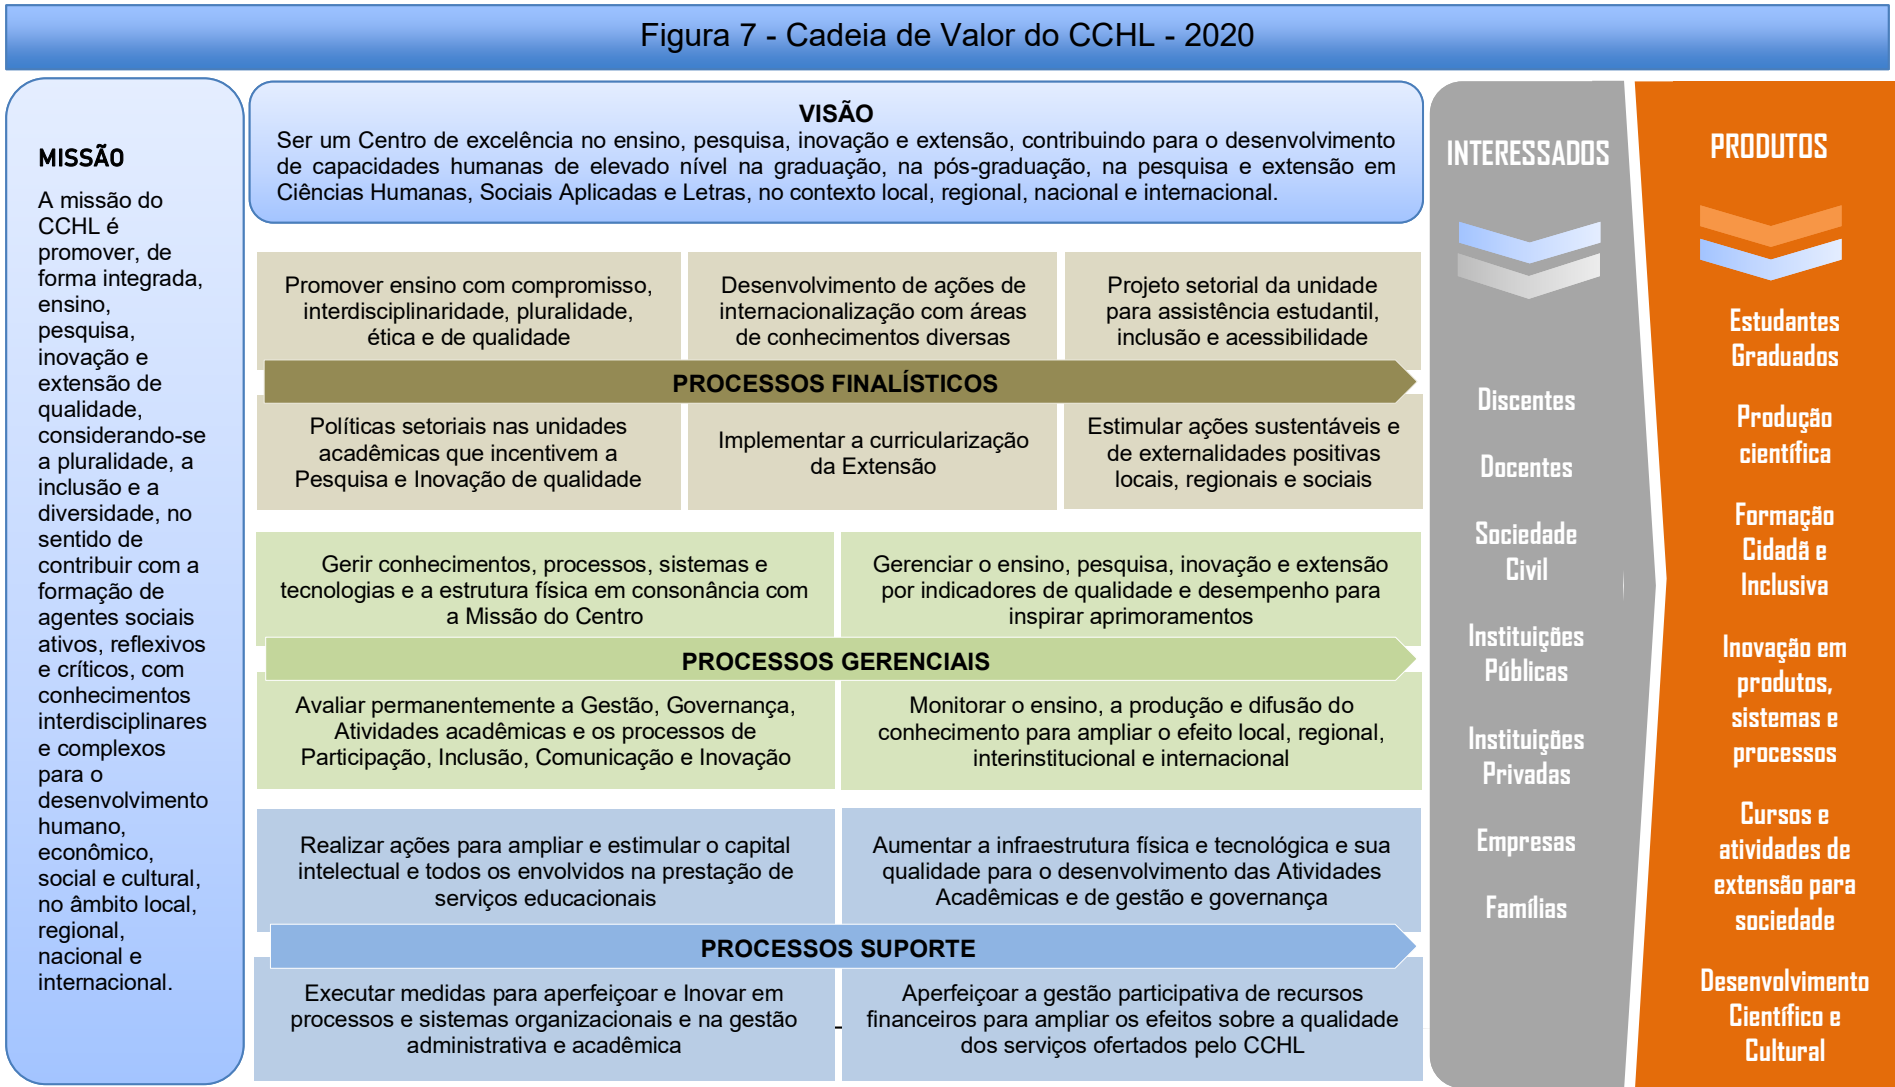 Figura 7 - Cadeia de Valor do CCHL - 2020
MISSÃO
A missão do
CCHL é
promover, de
forma integrada,
ensino,
pesquisa,
inovação e
extensão de
qualidade,
considerando-se
a pluralidade, a
inclusão e a
diversidade, no
sentido de
contribuir com a
formação de
agentes sociais
ativos, reflexivos
e críticos, com
conhecimentos
interdisciplinares
e complexos
para o
desenvolvimento
humano,
econômico,
social e cultural,
no âmbito local,
regional,
nacional e
internacional.
VISÃO
Ser um Centro de excelência no ensino, pesquisa, inovação e extensão, contribuindo para o desenvolvimento
de capacidades humanas de elevado nível na graduação, na pós-graduação, na pesquisa e extensão em
Ciências Humanas, Sociais Aplicadas e Letras, no contexto local, regional, nacional e internacional.
Promover ensino com compromisso,
interdisciplinaridade, pluralidade,
ética e de qualidade
Desenvolvimento de ações de
internacionalização com áreas
de conhecimentos diversas
Projeto setorial da unidade
para assistência estudantil,
inclusão e acessibilidade
PROCESSOS FINALÍSTICOS
Políticas setoriais nas unidades
acadêmicas que incentivem a
Pesquisa e Inovação de qualidade
Implementar a curricularização
da Extensão
Estimular ações sustentáveis e
de externalidades positivas
locais, regionais e sociais
Gerir conhecimentos, processos, sistemas e
tecnologias e a estrutura física em consonância com
a Missão do Centro
Gerenciar o ensino, pesquisa, inovação e extensão
por indicadores de qualidade e desempenho para
inspirar aprimoramentos
PROCESSOS GERENCIAIS
Avaliar permanentemente a Gestão, Governança,
Atividades acadêmicas e os processos de
Participação, Inclusão, Comunicação e Inovação
Monitorar o ensino, a produção e difusão do
conhecimento para ampliar o efeito local, regional,
interinstitucional e internacional
Realizar ações para ampliar e estimular o capital
intelectual e todos os envolvidos na prestação de
serviços educacionais
Aumentar a infraestrutura física e tecnológica e sua
qualidade para o desenvolvimento das Atividades
Acadêmicas e de gestão e governança
PROCESSOS SUPORTE
Executar medidas para aperfeiçoar e Inovar em
processos e sistemas organizacionais e na gestão
administrativa e acadêmica
Aperfeiçoar a gestão participativa de recursos
financeiros para ampliar os efeitos sobre a qualidade
dos serviços ofertados pelo CCHL
INTERESSADOS
Discentes
Docentes
Sociedade
Civil
Instituições
Públicas
Instituições
Privadas
Empresas
Famílias
PRODUTOS
Estudantes
Graduados
Produção
científica
Formação
Cidadã e
Inclusiva
Inovação em
produtos,
sistemas e
processos
Cursos e
atividades de
extensão para
sociedade
Desenvolvimento
Científico e
Cultural